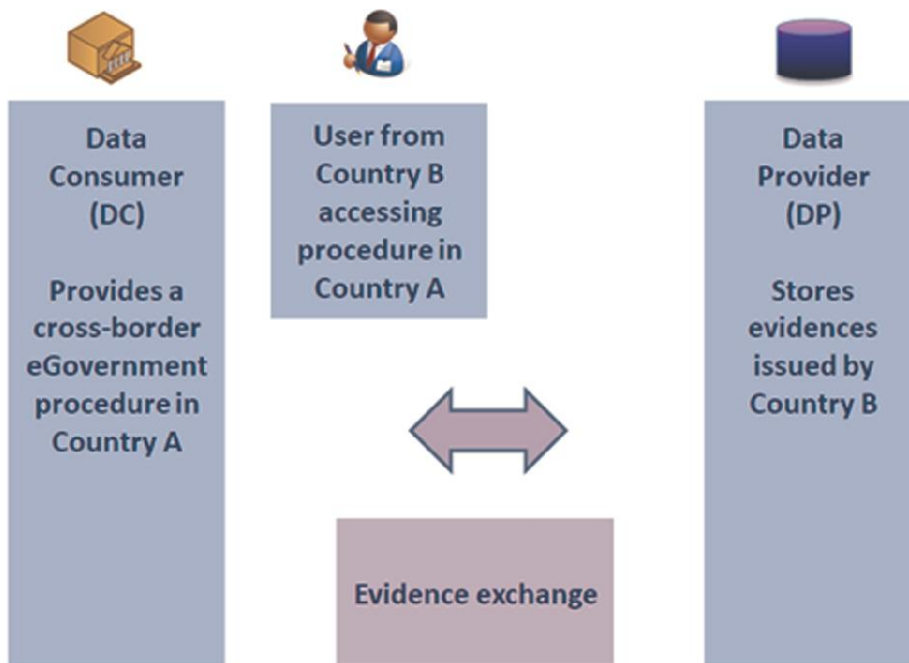 Data
Consumer
(DC)
Provides a
cross-border
eGovernment
procedure in
Country A
User from
Country B
accessing
procedure in
Country A
Data
Provider
(DP)
Stores
evidences
issued by
Country B
Evidence exchange